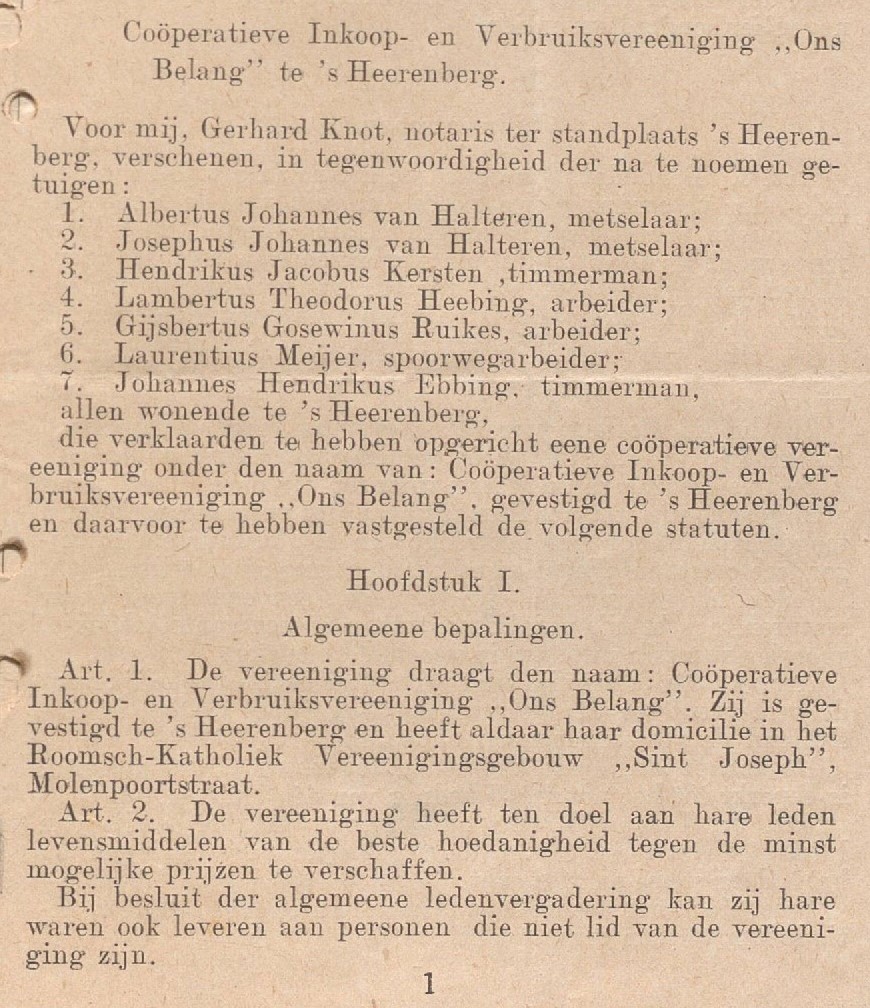 Coöperatieve Inkoop- en Verbruiksvereeniging ,,Ons
Belang” te 's Heerenberg.
Voor mij, Gerhard Knot, notaris ter standplaats 's Heeren-
berg, verschenen, in tegenwoordigheid der na te noemen ge-
tuigen:
1. Albertus Johannes van Halteren, metselaar;
2. Josephus Johannes van Halteren, metselaar;
3. Hendrikus Jacobus Kersten ,timmerman;
4. Lambertus Theodorus Heebing, arbeider;
5. Gijsbertus Gosewinus Ruikes, arbeider;
6. Laurentius Meijer, spoorwegarbeider;
7. Johannes Hendrikus Ebbing, timmerman,
allen wonende te 's Heerenberg,
die verklaarden te hebben opgericht eene coöperatieve ver-
eeniging onder den naam van: Coöperatieve Inkoop- en Ver-
bruiksvereeniging ,,Ons Belang”, gevestigd te 's Heerenberg
en daarvoor te hebben vastgesteld de volgende statuten.
Hoofdstuk I.
Algemeene bepalingen.
Art. 1. De vereeniging draagt den naam: Coöperatieve
Inkoop- en Verbruiksvereeniging ,,Ons Belang”. Zij is ge-
vestigd te 's Heerenberg en heeft aldaar haar domicilie in het
Roomsch-Katholiek Vereenigingsgebouw ,,Sint Joseph”,
Molenpoortstraat.
Art. 2. De vereeniging heeft ten doel aan hare leden
levensmiddelen van de beste hoedanigheid tegen de minst
mogelijke prijzen te verschaffen.
Bij besluit der algemeene ledenvergadering kan zij hare
waren ook leveren aan personen die niet lid van de vereeni-
ging zijn.
1